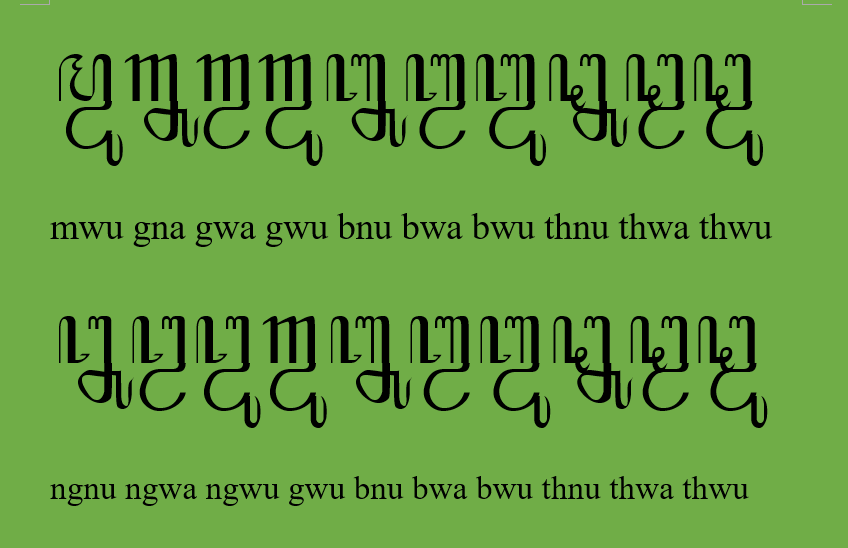 ꦩ꧀ꦮꦸ ꦒ꧀ꦤꦸ ꦒ꧀ꦮ ꦒ꧀ꦮꦸ ꦧ꧀ꦤꦸ ꦧ꧀ꦮ ꦧ꧀ꦮꦸ ꦛ꧀ꦤꦸ ꦛ꧀ꦮ ꦛ꧀ꦮꦸ
mwu gna gwa gwu bnu bwa bwu thnu thwa thwu
ꦔ꧀ꦤꦸ ꦔ꧀ꦮ ꦔ꧀ꦮꦸ ꦒ꧀ꦮꦸ ꦧ꧀ꦤꦸ ꦧ꧀ꦮ ꦧ꧀ꦮꦸ ꦛ꧀ꦤꦸ ꦛ꧀ꦮ ꦛ꧀ꦮꦸ
ngnu ngwa ngwu gwu bnu bwa bwu thnu thwa thwu